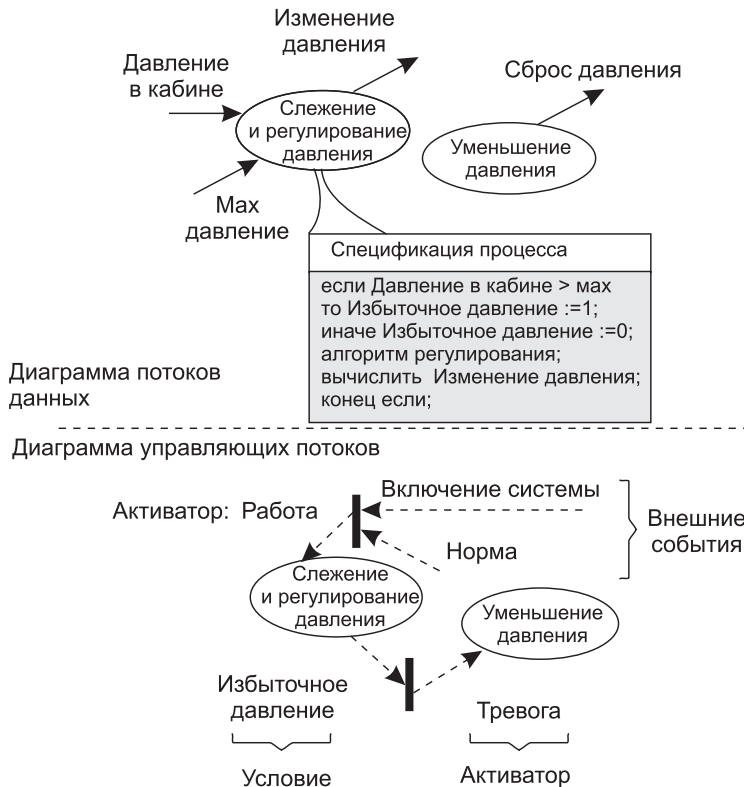 Изменение
давления
Давление
в кабине
Сброс давления
Слежение
и регулирование
давления
Уменьшение
давления
Max
давление
Спецификация процесса
если Давление в кабине > мах
то Избыточное давление :=1;
иначе Избыточное давление :=0;
алгоритм регулирования;
вычислить Изменение давления;
конец если;
Диаграмма потоков
данных
Диаграмма управляющих потоков
Активатор: Работа
Включение системы
Внешние
события
Норма
Слежение
и регулирование
давления
Уменьшение
давления
Избыточное
давление
Тревога
Условие
Активатор